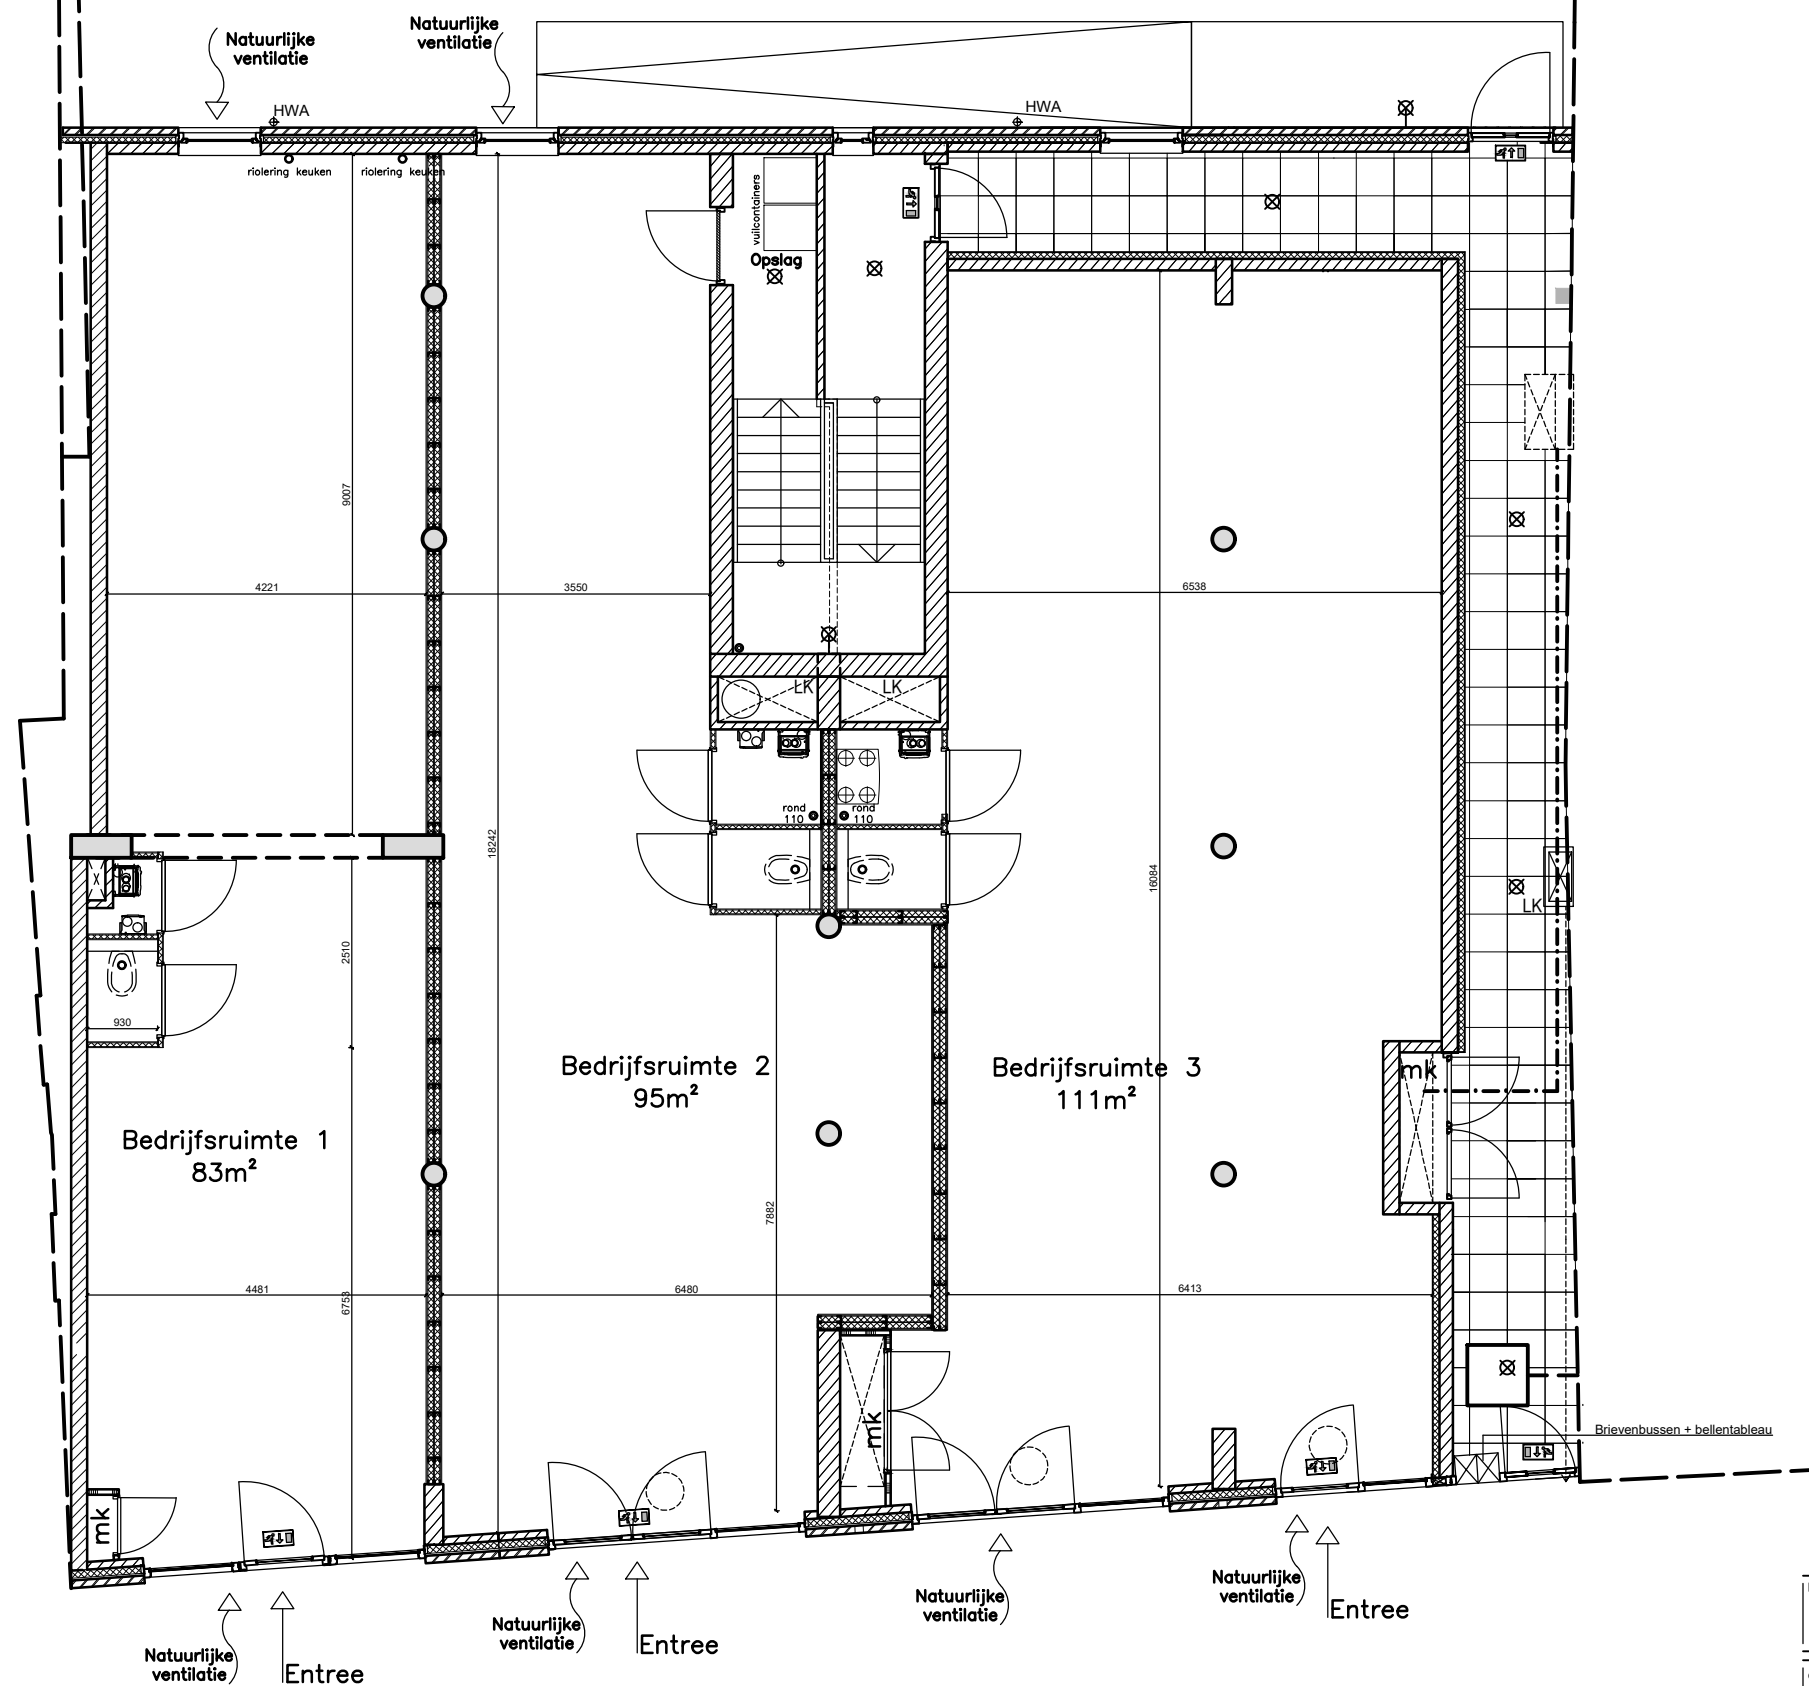 Natuurlijke
ventilatie
Natuurlijke
ventilatie
HWA
HWA
riolering keuken
riolering keuken
vuilcontainers
Opslag
9007
4221
3550
6538
LK
LK
rond
110
rond
110
18242
16084
2510
930
LK
Bedrijfsruimte 1
83m²
Bedrijfsruimte 2
95m²
Bedrijfsruimte 3
111m²
mk
7882
4481
6753
6480
6413
mk
mk
Brievenbussen + bellentableau
Natuurlijke
ventilatie
Entree
Natuurlijke
ventilatie
Entree
Natuurlijke
ventilatie
Natuurlijke
ventilatie
Entree